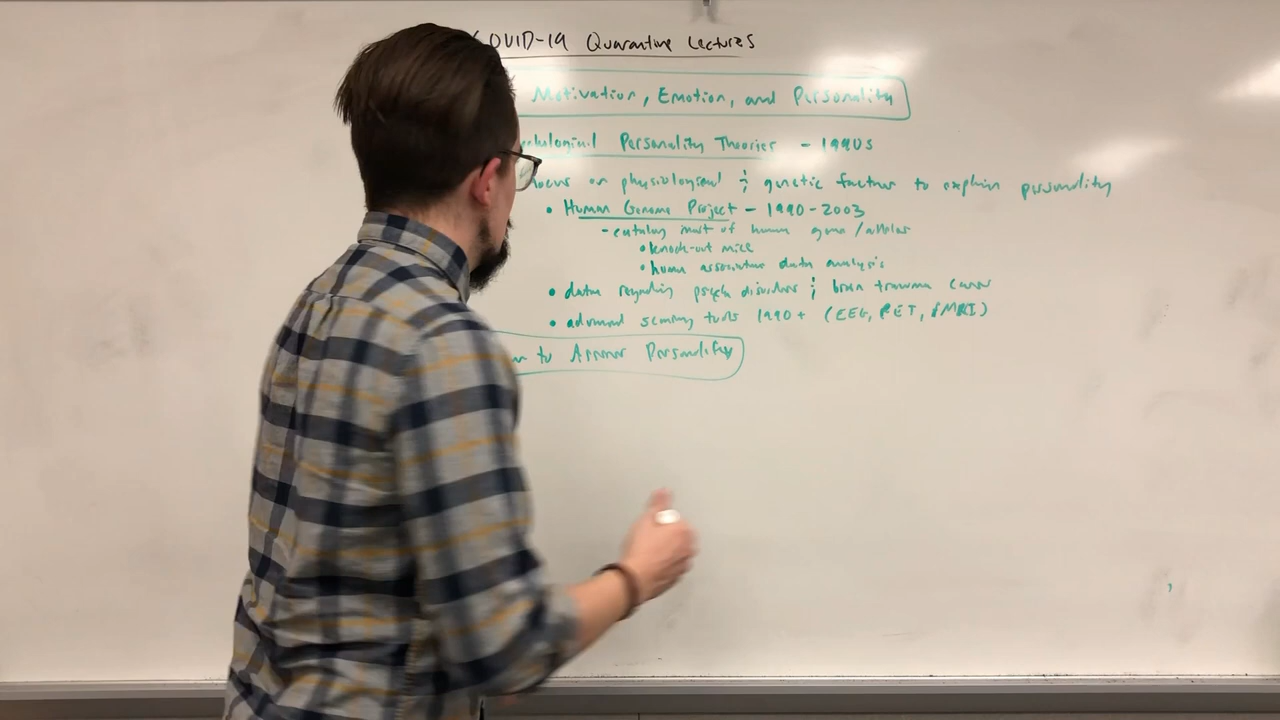 COVID-19 Quarantine Lectures
Motivation, Emotion, and Personality
Personality Theories - 1990s
focus on physiological & genetic factors to explain personality
• Human Genome Project - 1990-2003
- catalog most of human gene/alleles
• knock-out mice
• human associative data analysis
• data regarding psych disorders & brain trauma cases
• advanced scanning tools 1990+ (EEG, PET, fMRI)
to Assess Personality